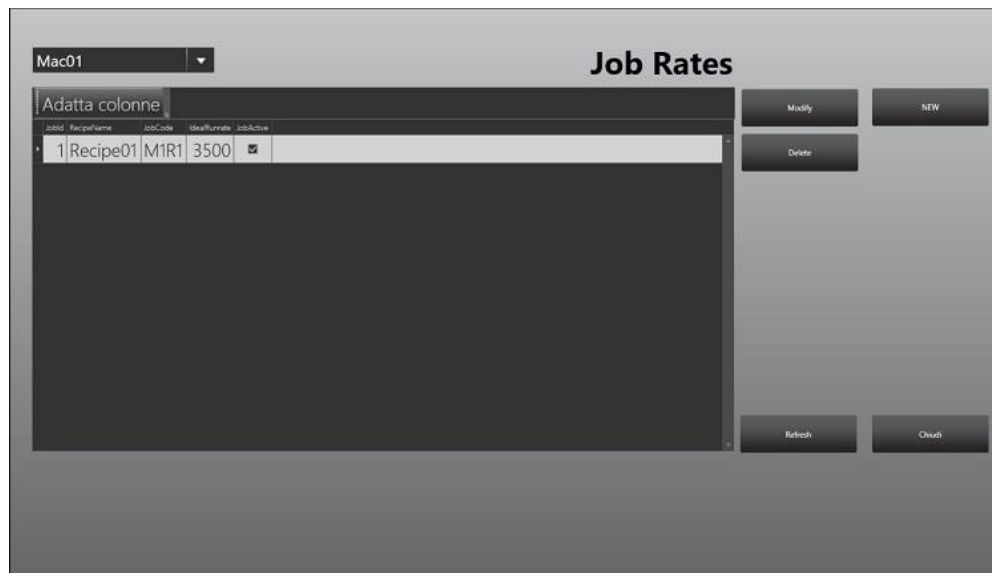 Mac01
Job Rates
Adatta colonne
JobId RecipeName JobCode IdealRunrate JobActive
1 Recipe01 M1R1 3500
Modify
NEW
Delete
Refresh
Chiudi